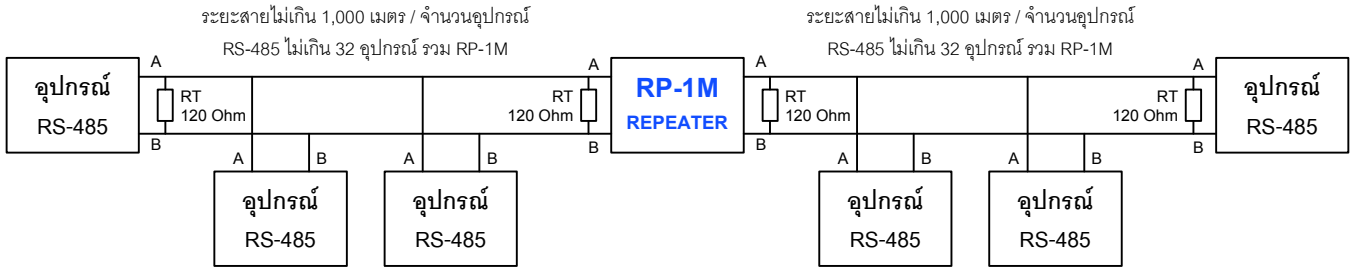 ระยะสายไม่เกิน 1,000 เมตร / จำนวนอุปกรณ์
RS-485 ไม่เกิน 32 อุปกรณ์ รวม RP-1M
ระยะสายไม่เกิน 1,000 เมตร / จำนวนอุปกรณ์
RS-485 ไม่เกิน 32 อุปกรณ์ รวม RP-1M
อุปกรณ์
RS-485
A
B
RT
120 Ohm
A
B
RT
120 Ohm
RP-1M
REPEATER
A
B
RT
120 Ohm
A
B
RT
120 Ohm
อุปกรณ์
RS-485
A
B
อุปกรณ์
RS-485
A
B
อุปกรณ์
RS-485
A
B
อุปกรณ์
RS-485
A
B
อุปกรณ์
RS-485